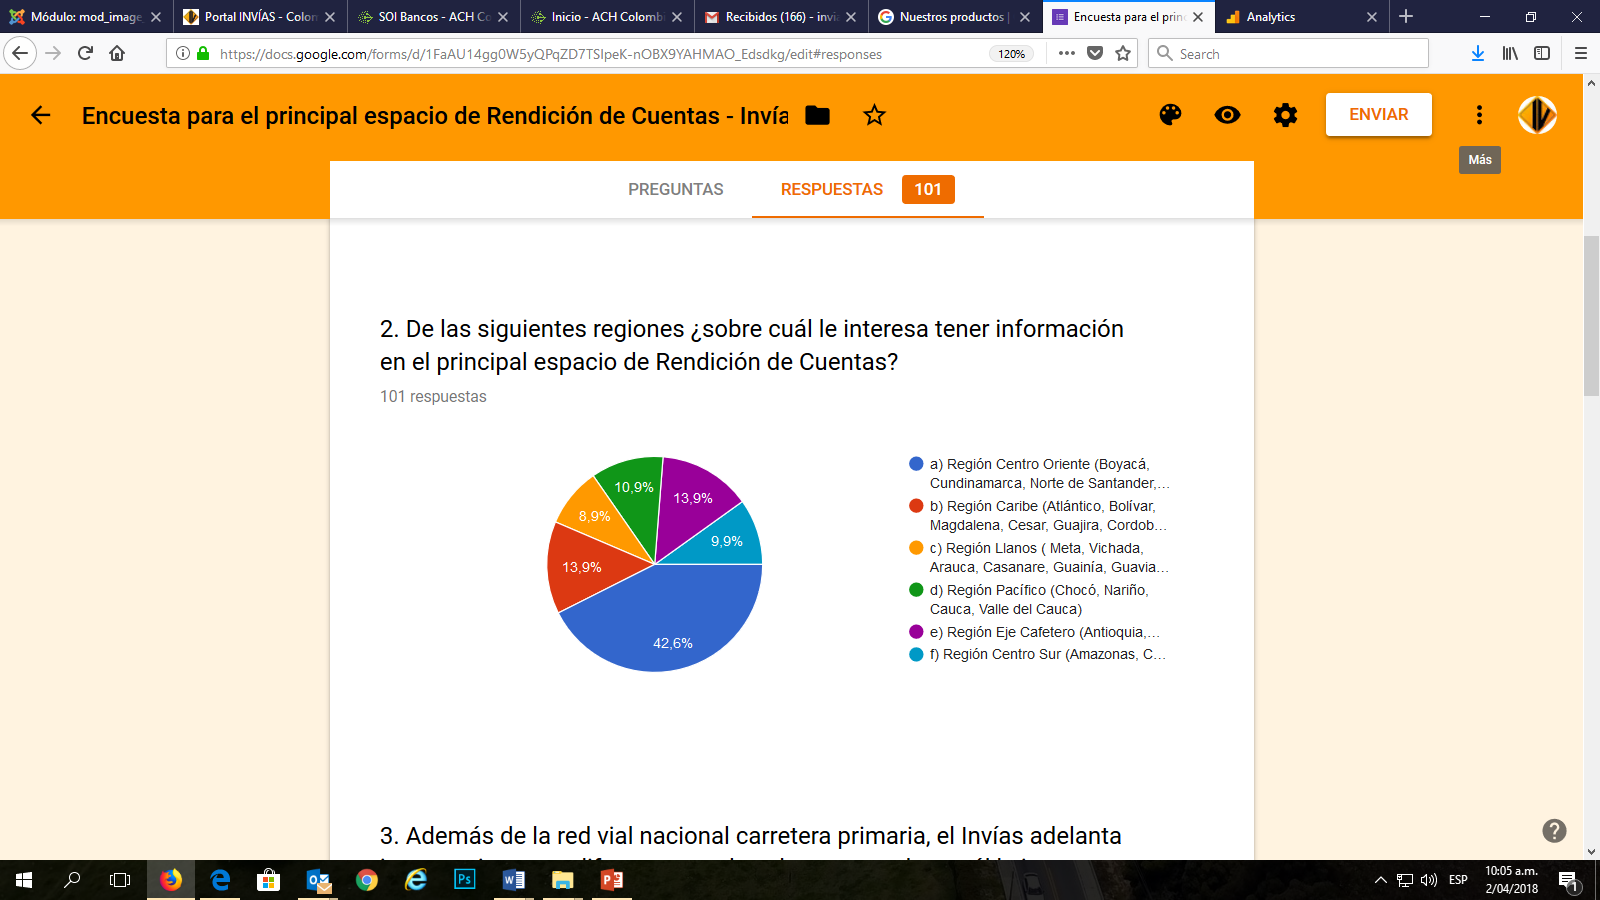 Módulo: mod_image
Portal INVÍAS - Colon
SOI Bancos - ACH Co
Inicio - ACH Colombi
Recibidos (166) - invia
Nuestros productos |
Encuesta para el princ
Analytics
https://docs.google.com/forms/d/1FaAU14gg0W5yQPqZD7TSIpeK-nOBX9YAHMAO_Edsdkg/edit#responses
120%
Search
Encuesta para el principal espacio de Rendición de Cuentas - Invía
ENVIAR
Más
PREGUNTAS
RESPUESTAS 101
2. De las siguientes regiones ¿sobre cuál le interesa tener información
en el principal espacio de Rendición de Cuentas?
101 respuestas
10,9%
13,9%
8,9%
9,9%
13,9%
42,6%
a) Región Centro Oriente (Boyacá,
Cundinamarca, Norte de Santander,...
b) Región Caribe (Atlántico, Bolívar,
Magdalena, Cesar, Guajira, Cordob...
c) Región Llanos ( Meta, Vichada,
Arauca, Casanare, Guainía, Guavia...
d) Región Pacífico (Chocó, Nariño,
Cauca, Valle del Cauca)
e) Región Eje Cafetero (Antioquia,...
f) Región Centro Sur (Amazonas, C...
3. Además de la red vial nacional carretera primaria, el Invías adelanta
ESP
10:05 a.m.
2/04/2018
1